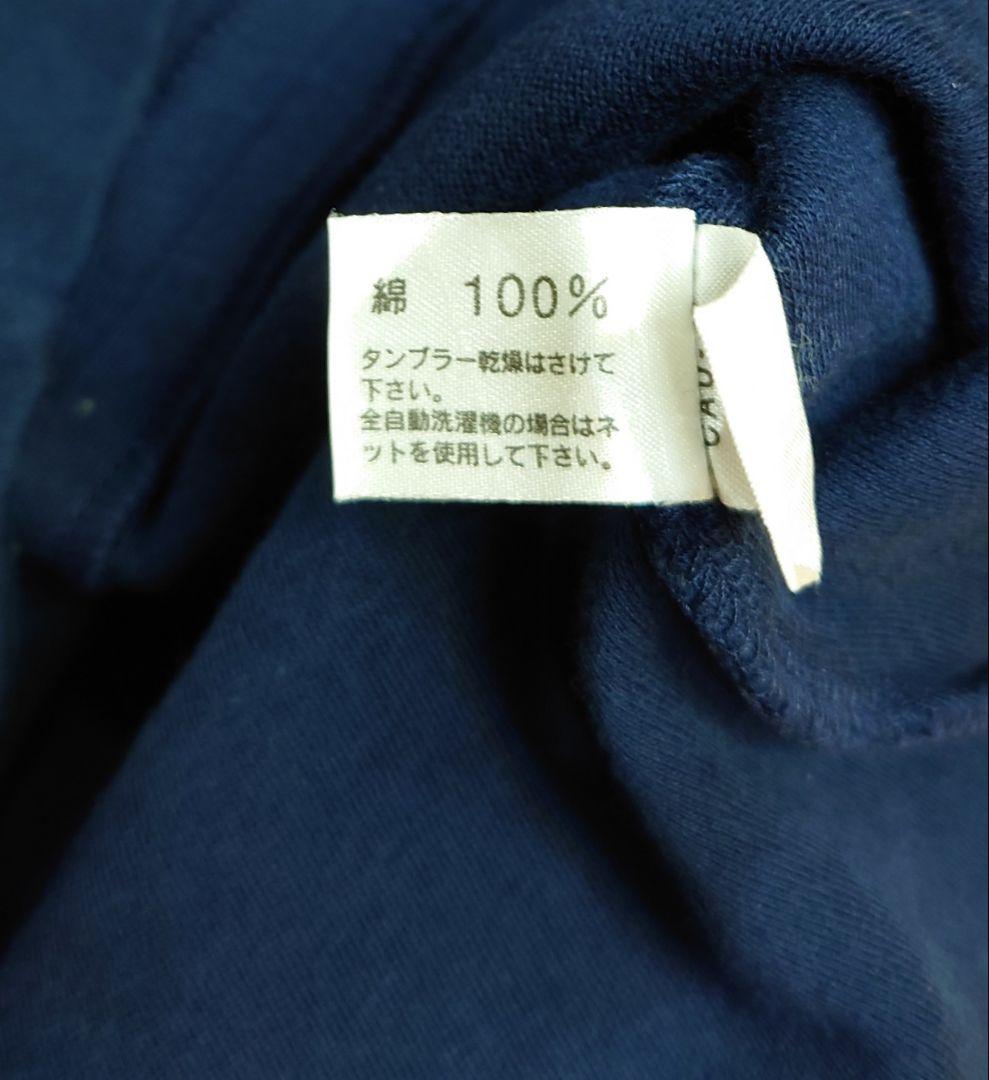 綿 100%
タンブラー乾燥はさけて
下さい。
全自動洗濯機の場合はネ
ットを使用して下さい。